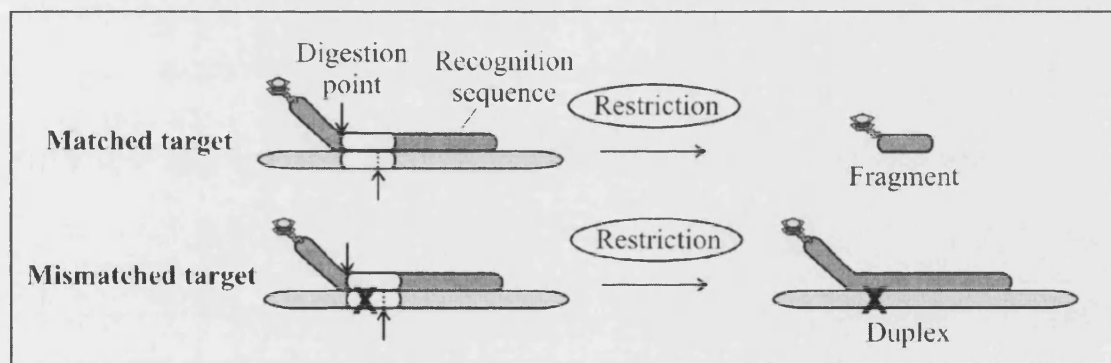 Digestion
point
Recognition
sequence
Restriction
Matched target
Fragment
Restriction
Mismatched target
X
Duplex